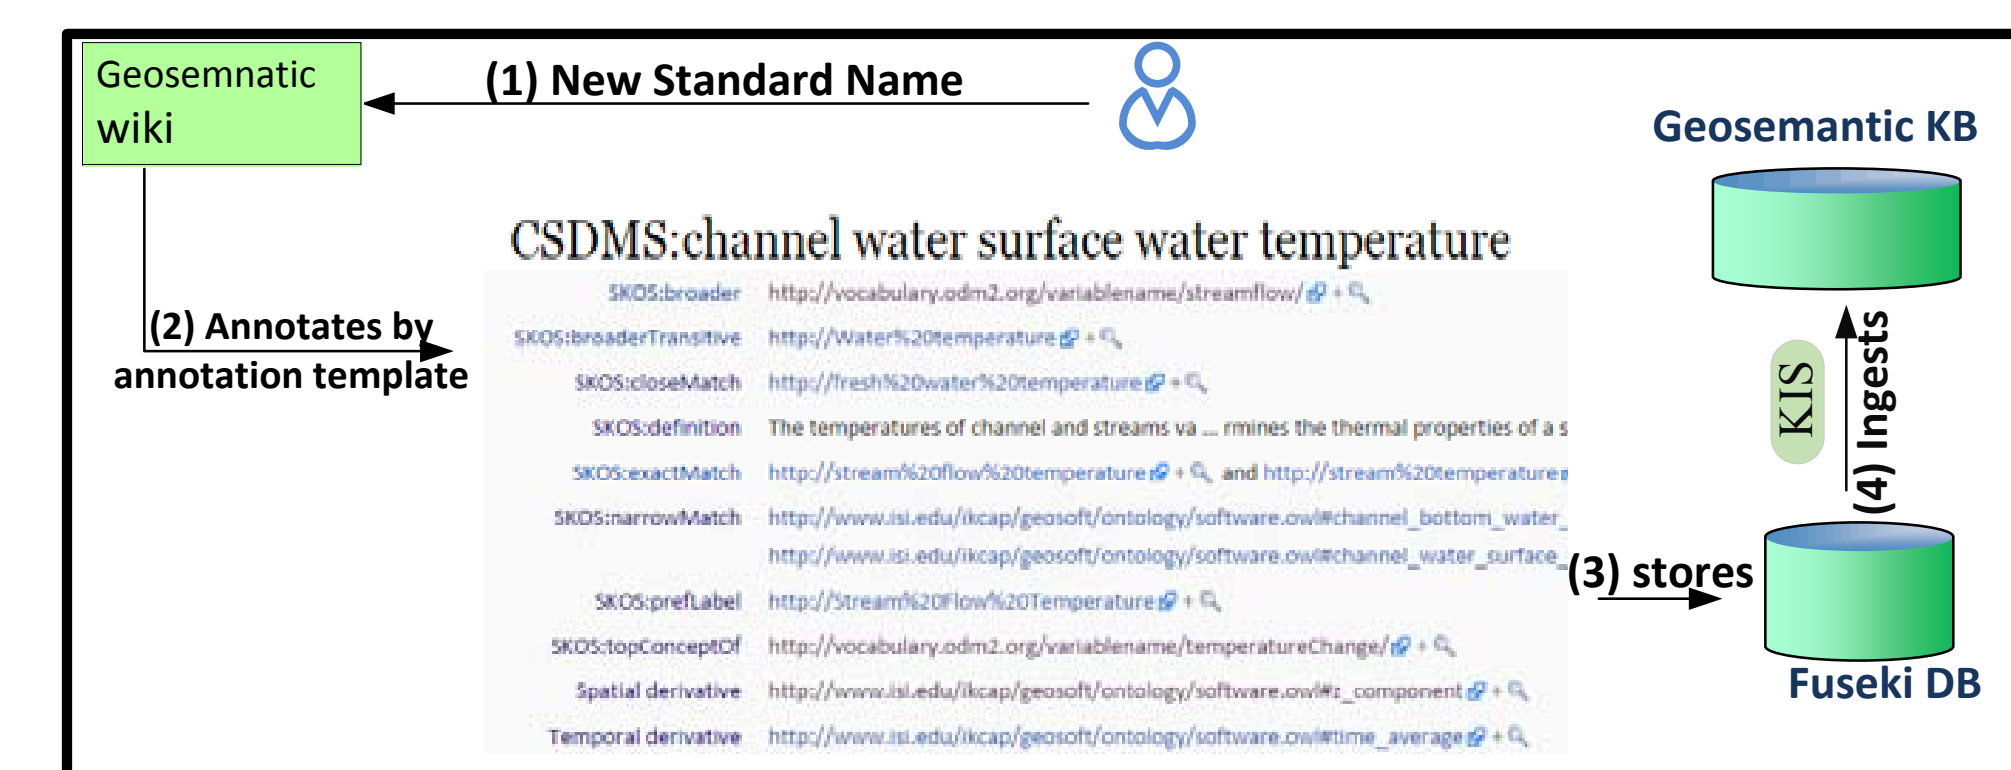 Geosemnatic
wiki
(1) New Standard Name
Geosemantic KB
(2) Annotates by
annotation template
CSDMS:channel water surface water temperature
SKOS:broader http://vocabulary.odm2.org/variablename/streamflow/ +
SKOS:broaderTransitive http://Water%20temperature +
SKOS:closeMatch http://fresh%20water%20temperature +
SKOS:definition The temperatures of channel and streams va ... rmines the thermal properties of a s
SKOS:exactMatch http://stream%20flow%20temperature + and http://stream%20temperature
SKOS:narrowMatch http://www.isi.edu/ikcap/geosoft/ontology/software.owl#channel_bottom_water_
http://www.isi.edu/ikcap/geosoft/ontology/software.owl#channel_water_surface_
SKOS:prefLabel http://Stream%20Flow%20Temperature +
SKOS:topConceptOf http://vocabulary.odm2.org/variablename/temperatureChange/ +
Spatial derivative http://www.isi.edu/ikcap/geosoft/ontology/software.owl#z_component +
Temporal derivative http://www.isi.edu/ikcap/geosoft/ontology/software.owl#time_average +
(3) stores
Fuseki DB
KIS
(4) Ingests